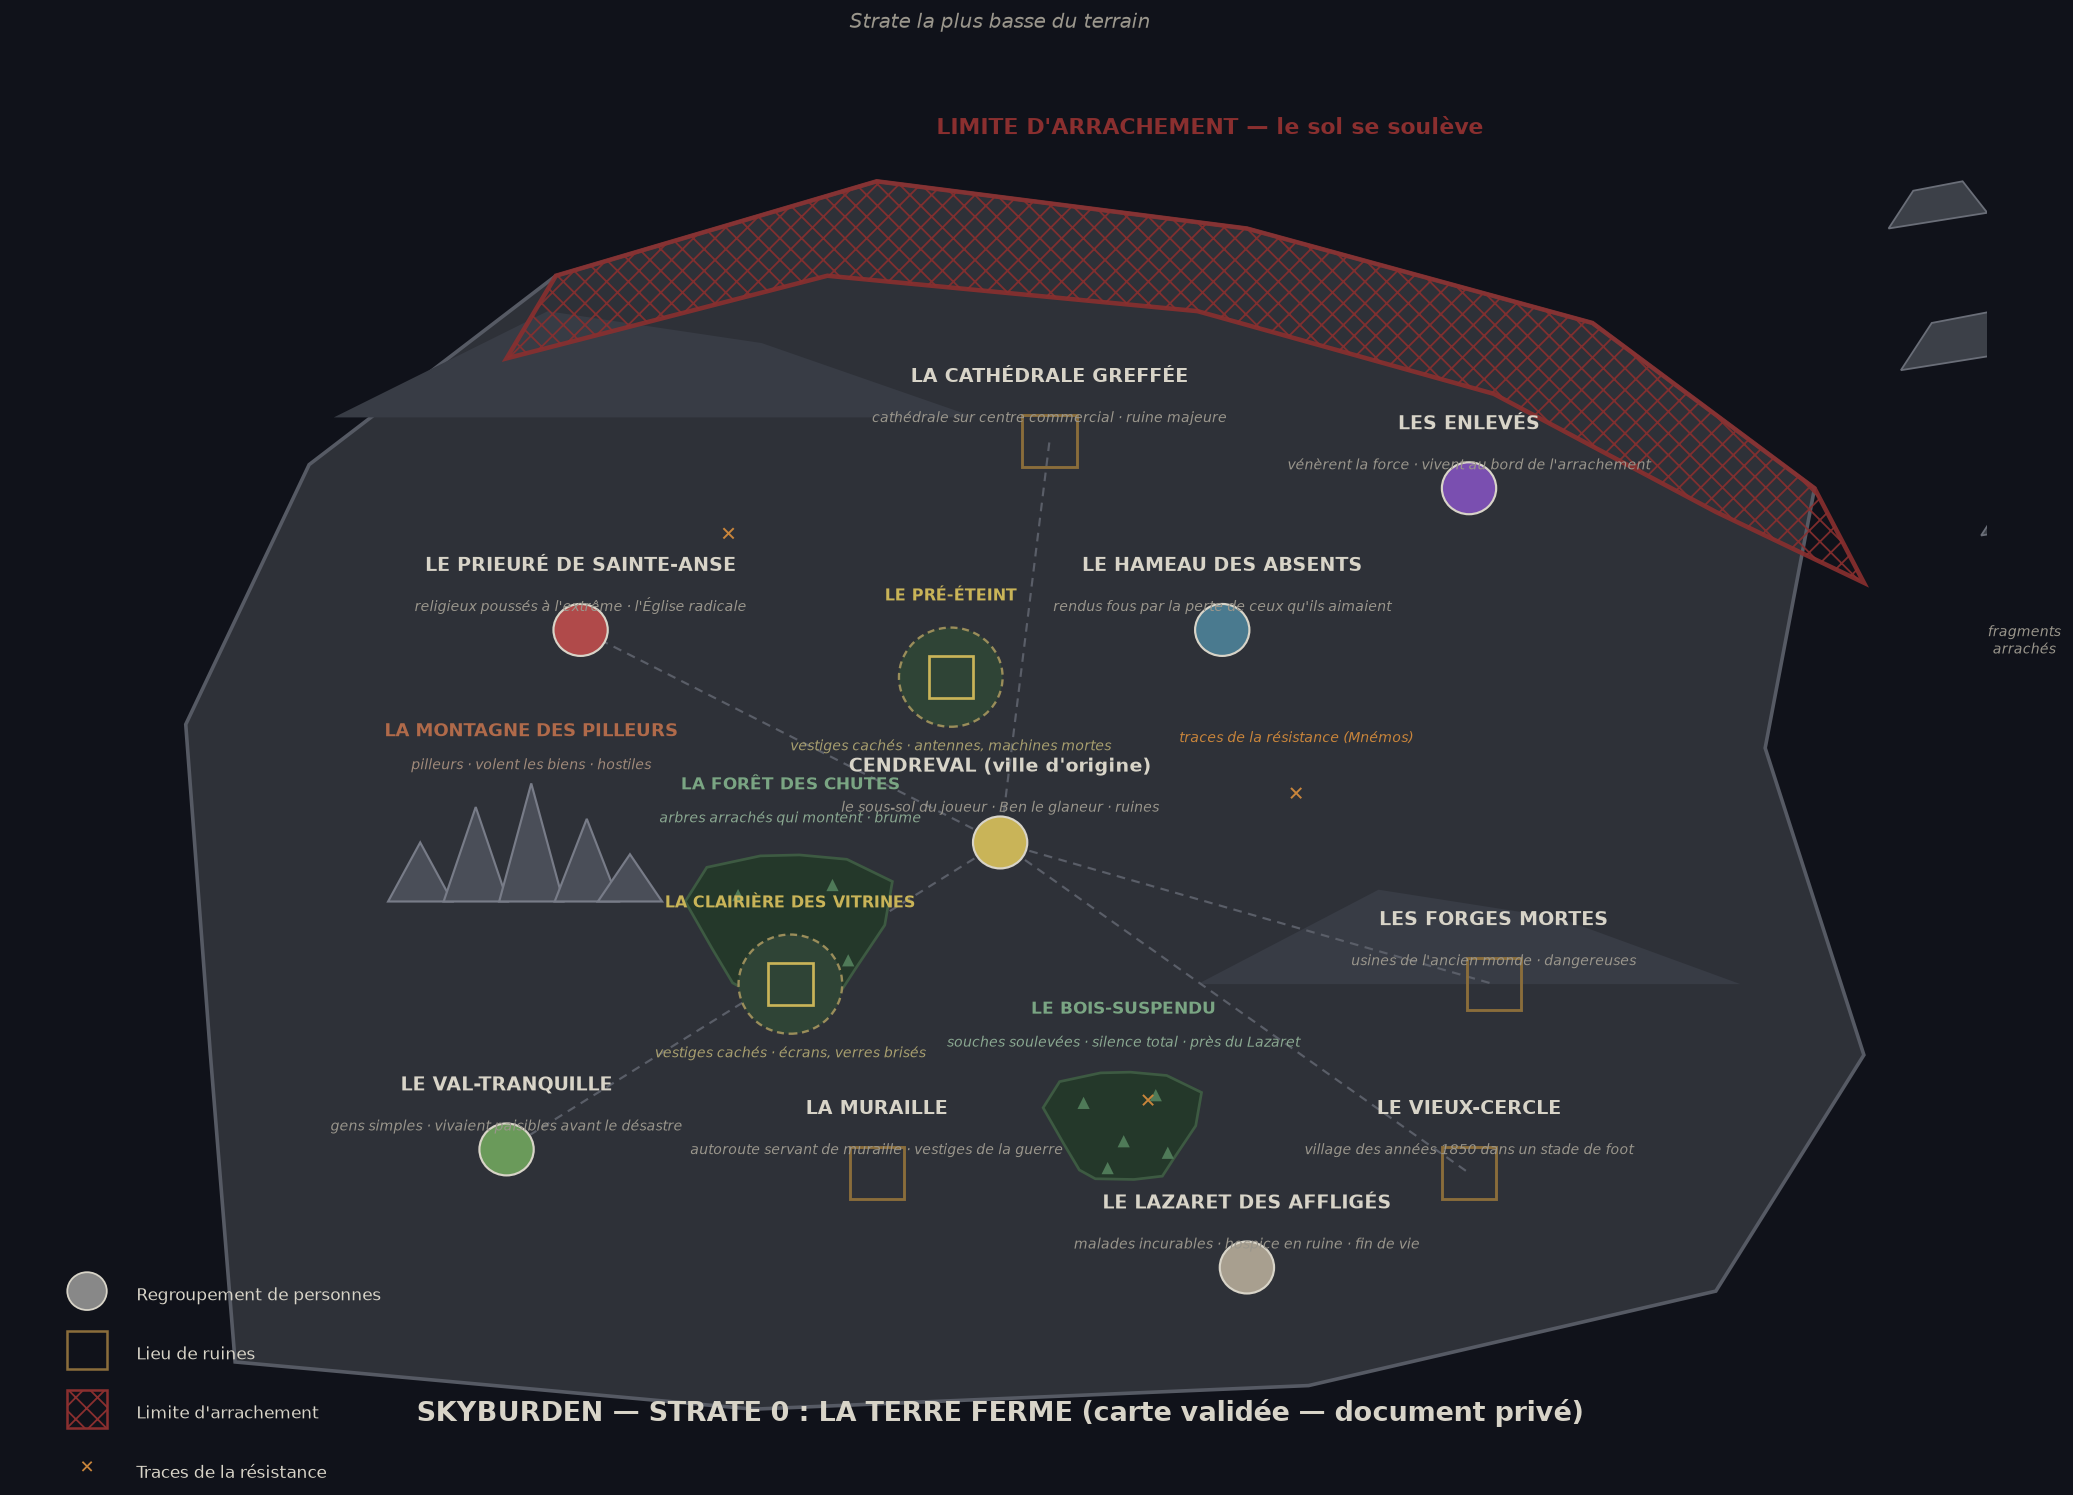 Strate la plus basse du terrain
LIMITE D'ARRACHEMENT — le sol se soulève
LA CATHÉDRALE GREFFÉE
cathédrale sur centre commercial · ruine majeure
LES ENLEVÉS
vénèrent la force · vivent au bord de l'arrachement
LE PRIEURÉ DE SAINTE-ANSE
religieux poussés à l'extrême · l'Église radicale
LE PRÉ-ÉTEINT
LE HAMEAU DES ABSENTS
rendus fous par la perte de ceux qu'ils aimaient
fragments
arrachés
LA MONTAGNE DES PILLEURS
pilleurs · volent les biens · hostiles
vestiges cachés · antennes, machines mortes
traces de la résistance (Mnémos)
CENDREVAL (ville d'origine)
le sous-sol du joueur · Ben le glaneur · ruines
LA FORÊT DES CHUTES
arbres arrachés qui montent · brume
LA CLAIRIÈRE DES VITRINES
vestiges cachés · écrans, verres brisés
LES FORGES MORTES
usines de l'ancien monde · dangereuses
LE BOIS-SUSPENDU
souches soulevées · silence total · près du Lazaret
LE VAL-TRANQUILLE
gens simples · vivaient paisibles avant le désastre
LA MURAILLE
autoroute servant de muraille · vestiges de la guerre
LE VIEUX-CERCLE
village des années 1850 dans un stade de foot
LE LAZARET DES AFFLIGÉS
malades incurables · hospice en ruine · fin de vie
Regroupement de personnes
Lieu de ruines
Limite d'arrachement
Traces de la résistance
SKYBURDEN — STRATE 0 : LA TERRE FERME (carte validée — document privé)